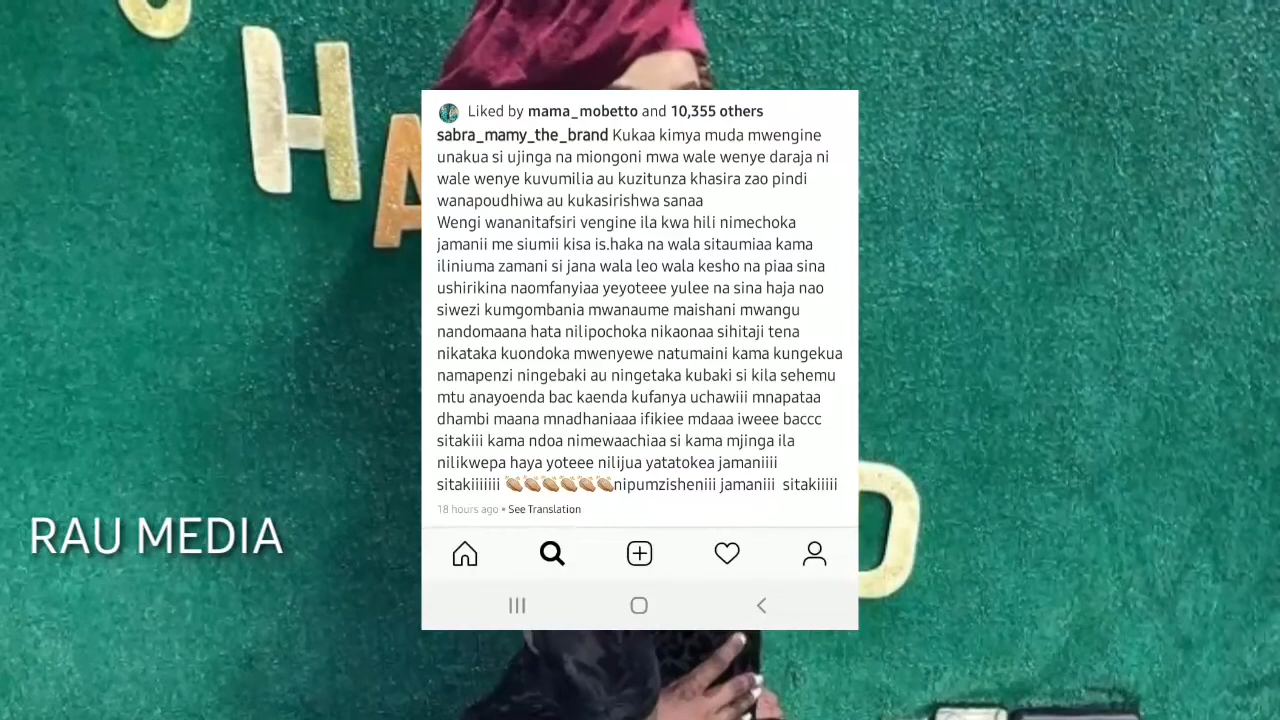 HA
O
Liked by mama_mobetto and 10,355 others
sabra_mamy_the_brand Kukaa kimya muda mwengine
unakua si ujinga na miongoni mwa wale wenye daraja ni
wale wenye kuvumilia au kuzitunza khasira zao pindi
wanapoudhiwa au kukasirishwa sanaa
Wengi wananitafsiri vengine ila kwa hili nimechoka
jamanii me siumii kisa is.haka na wala sitaumiaa kama
iliniuma zamani si jana wala leo wala kesho na piaa sina
ushirikina naomfanyiaa yeyoteee yulee na sina haja nao
siwezi kumgombania mwanaume maishani mwangu
nandomaana hata nilipochoka nikaonaa sihitaji tena
nikataka kuondoka mwenyewe natumaini kama kungekua
namapenzi ningebaki au ningetaka kubaki si kila sehemu
mtu anayoenda bac kaenda kufanya uchawiii mnapataa
dhambi maana mnadhaniaaa ifikiee mdaaa iweee baccc
sitakiii kama ndoa nimewaachiaa si kama mjinga ila
nilikwepa haya yoteee nilijua yatatokea jamaniiii
sitakiiiiiii 👏🏼👏🏼👏🏼👏🏼👏🏼👏🏼nipumzisheniii jamaniii sitakiiiii
18 hours ago • See Translation
RAU MEDIA